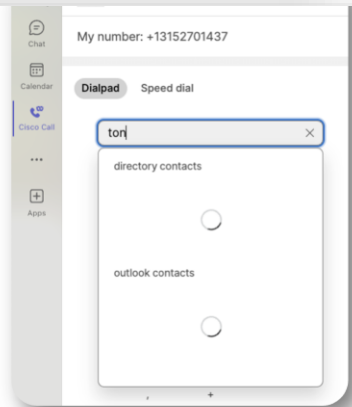 Chat
My number: +13152701437
Calendar
Dialpad Speed dial
Cisco Call
ton
directory contacts
Apps
outlook contacts
, +